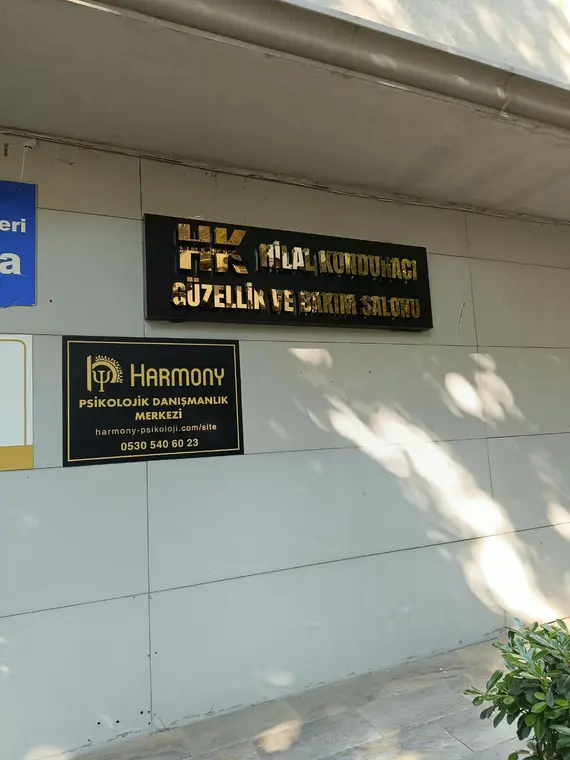 eri
a
HK HİLAL KUNDURACI
GÜZELLİK VE BAKIM SALONU
HARMONY
PSİKOLOJİK DANIŞMANLIK
MERKEZİ
harmony-psikoloji.com/site
0530 540 60 23